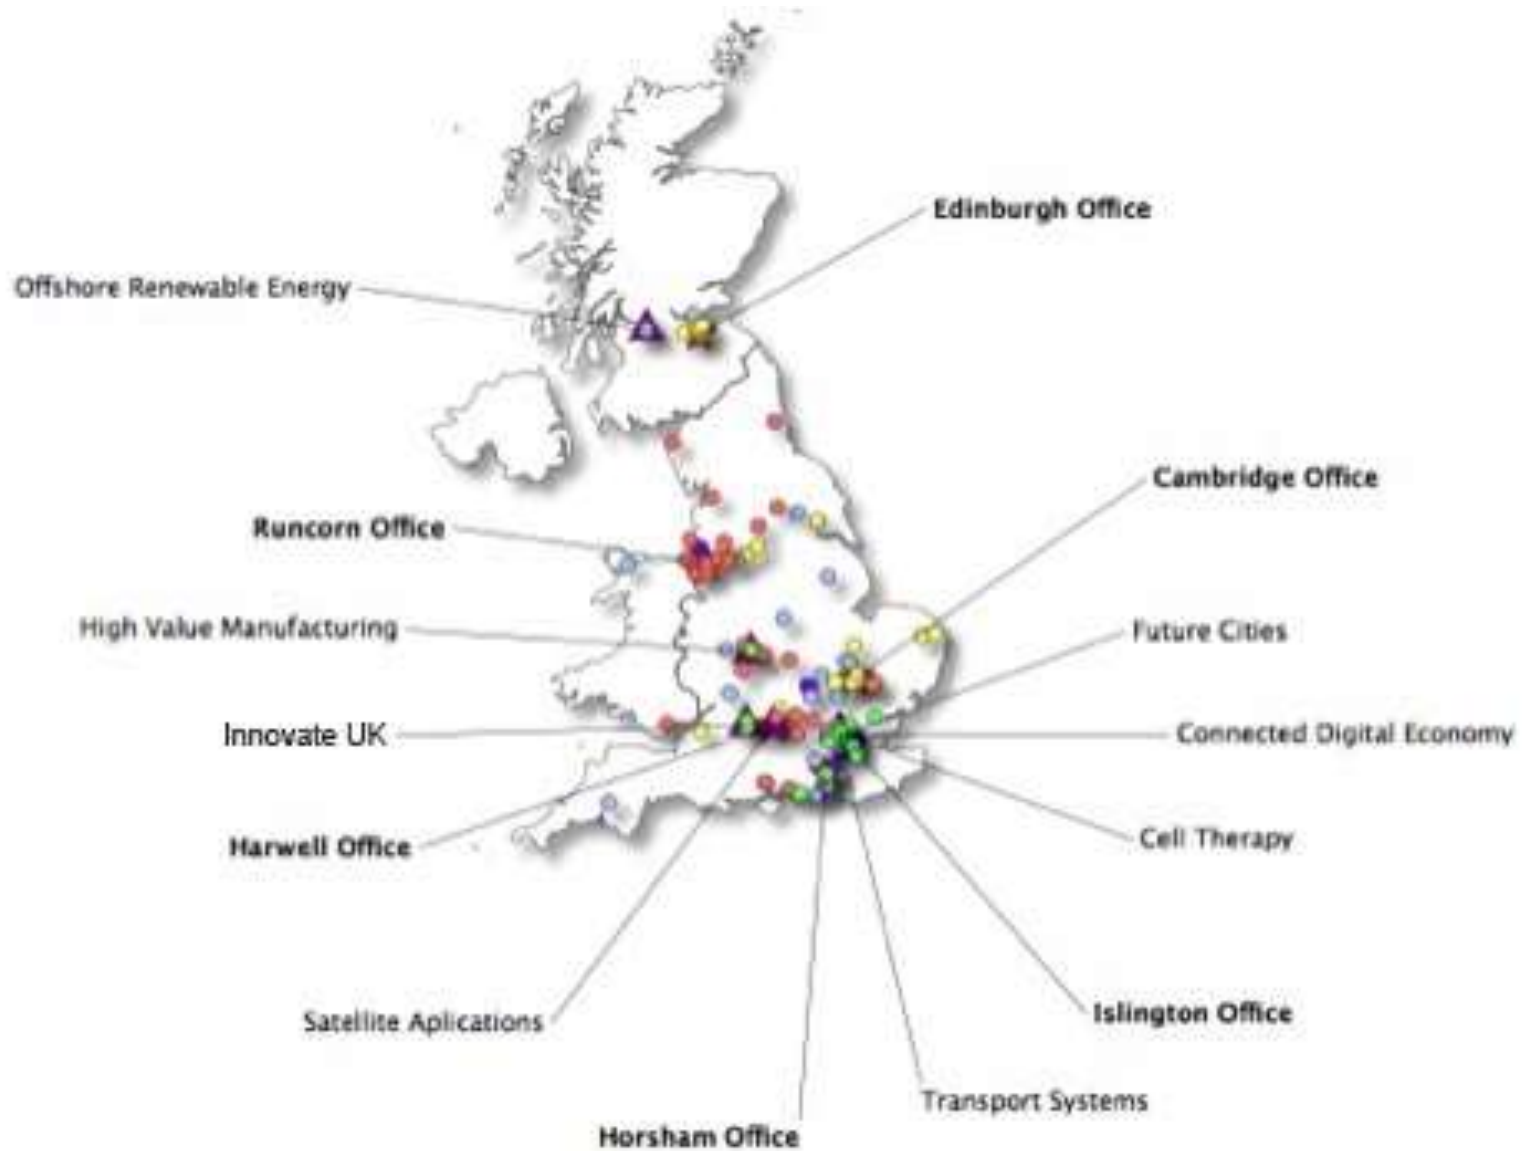 Edinburgh Office
Offshore Renewable Energy
Cambridge Office
Runcorn Office
High Value Manufacturing
Future Cities
Innovate UK
Connected Digital Economy
Harwell Office
Cell Therapy
Satellite Aplications
Islington Office
Transport Systems
Horsham Office